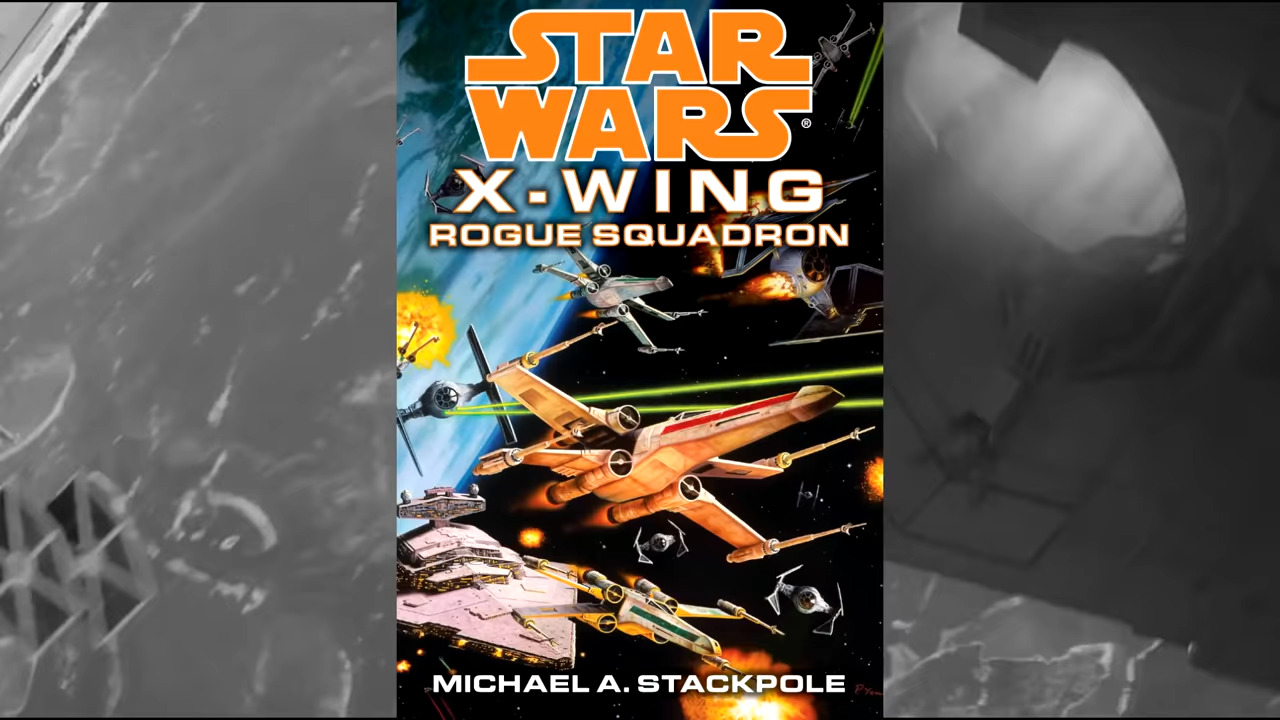 STAR
WARS®
X-WING
ROGUE SQUADRON
MICHAEL A. STACKPOLE